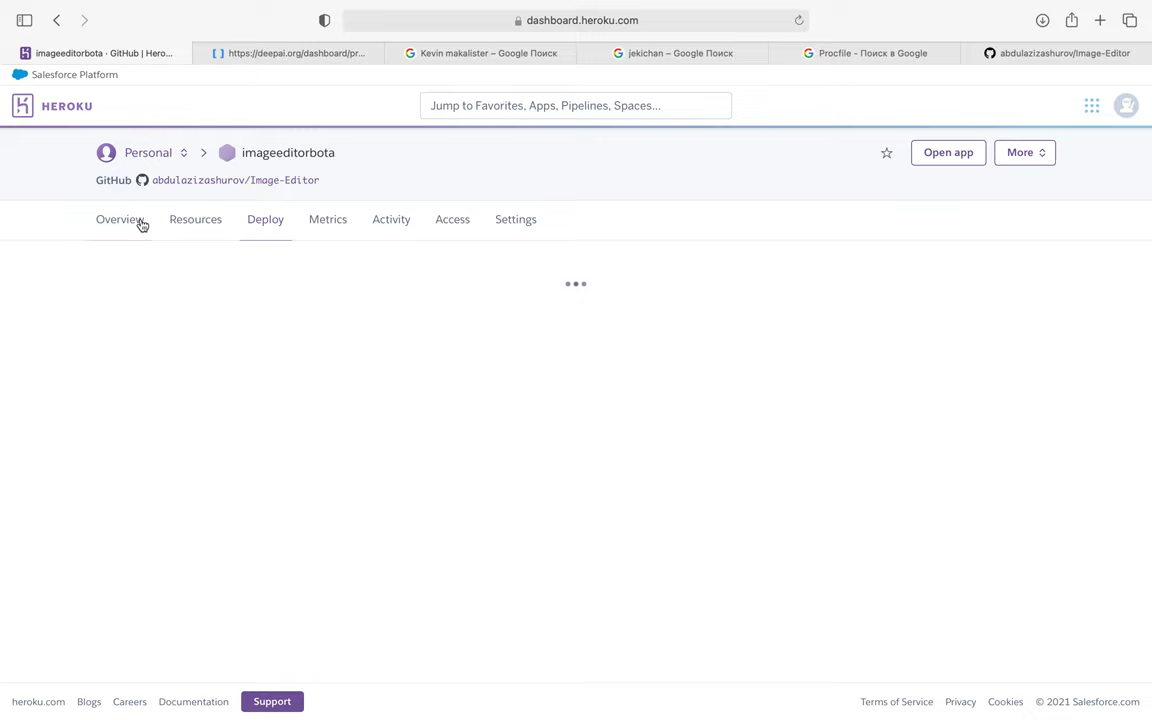 dashboard.heroku.com
imageeditorbota · GitHub | Hero...
https://deepai.org/dashboard/pr...
Kevin makalister – Google Поиск
jekichan – Google Поиск
Procfile - Поиск в Google
abdulazizashurov/Image-Editor
Salesforce Platform
HEROKU
Jump to Favorites, Apps, Pipelines, Spaces...
Personal
imageeditorbota
Open app
More
GitHub
abdulazizashurov/Image-Editor
Overview
Resources
Deploy
Metrics
Activity
Access
Settings
heroku.com
Blogs
Careers
Documentation
Support
Terms of Service
Privacy
Cookies
© 2021 Salesforce.com